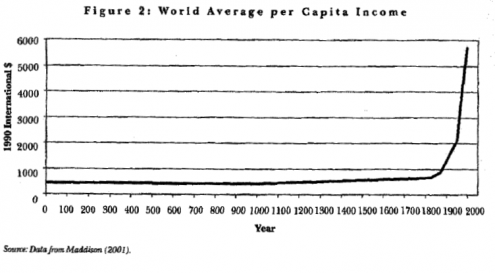 Figure 2: World Average per Capita Income
1990 International $
6000
5000
4000
3000
2000
1000
0
0 100 200 300 400 500 600 700 800 900 1000 1100 1200 1300 1400 1500 1600 1700 1800 1900 2000
Year
Source: Data from Maddison (2001).